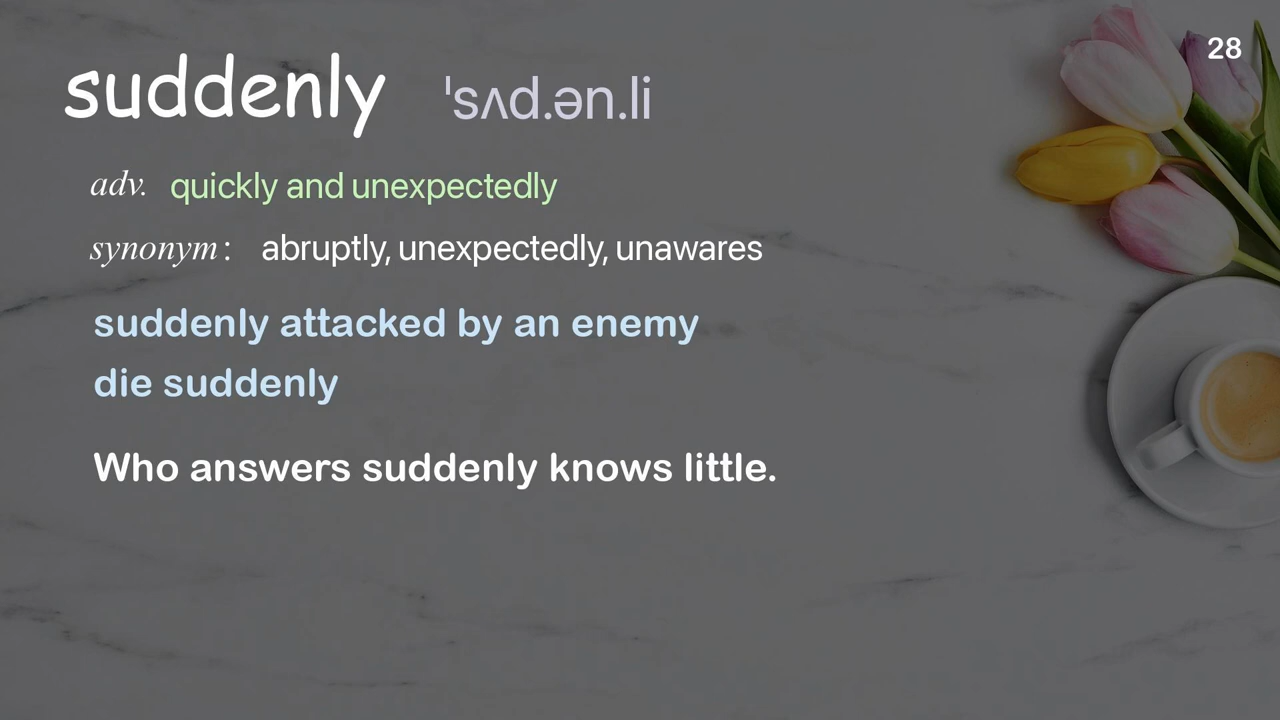 28
suddenly ˈsʌd.ən.li
adv. quickly and unexpectedly
synonym: abruptly, unexpectedly, unawares
suddenly attacked by an enemy
die suddenly
Who answers suddenly knows little.